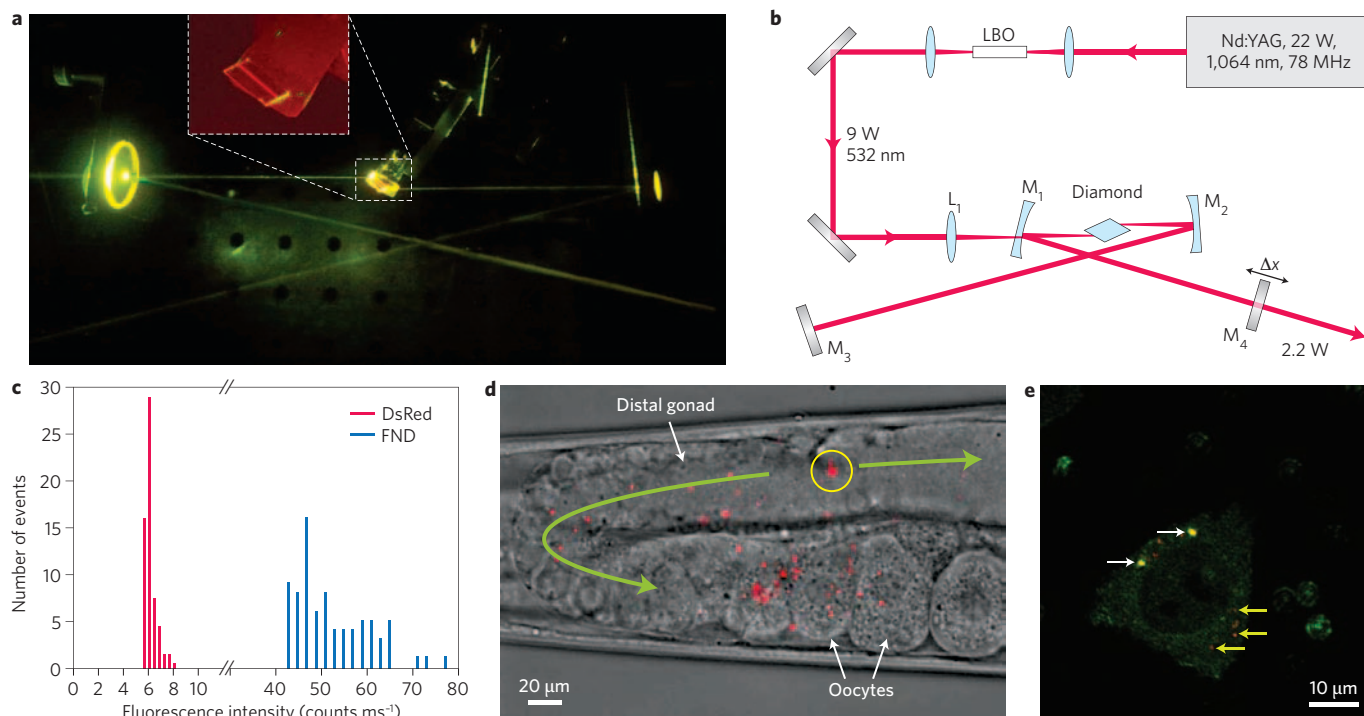 a
b
LBO
Nd:YAG, 22 W,
1,064 nm, 78 MHz
9 W
532 nm
L1
M1
Diamond
M2
Δx
M3
M4
2.2 W
c
30
25
20
15
10
5
0
Number of events
DsRed
FND
0 2 4 6 8 10 40 50 60 70 80
Fluorescence intensity (counts ms⁻¹)
d
Distal gonad
Oocytes
20 µm
e
10 µm